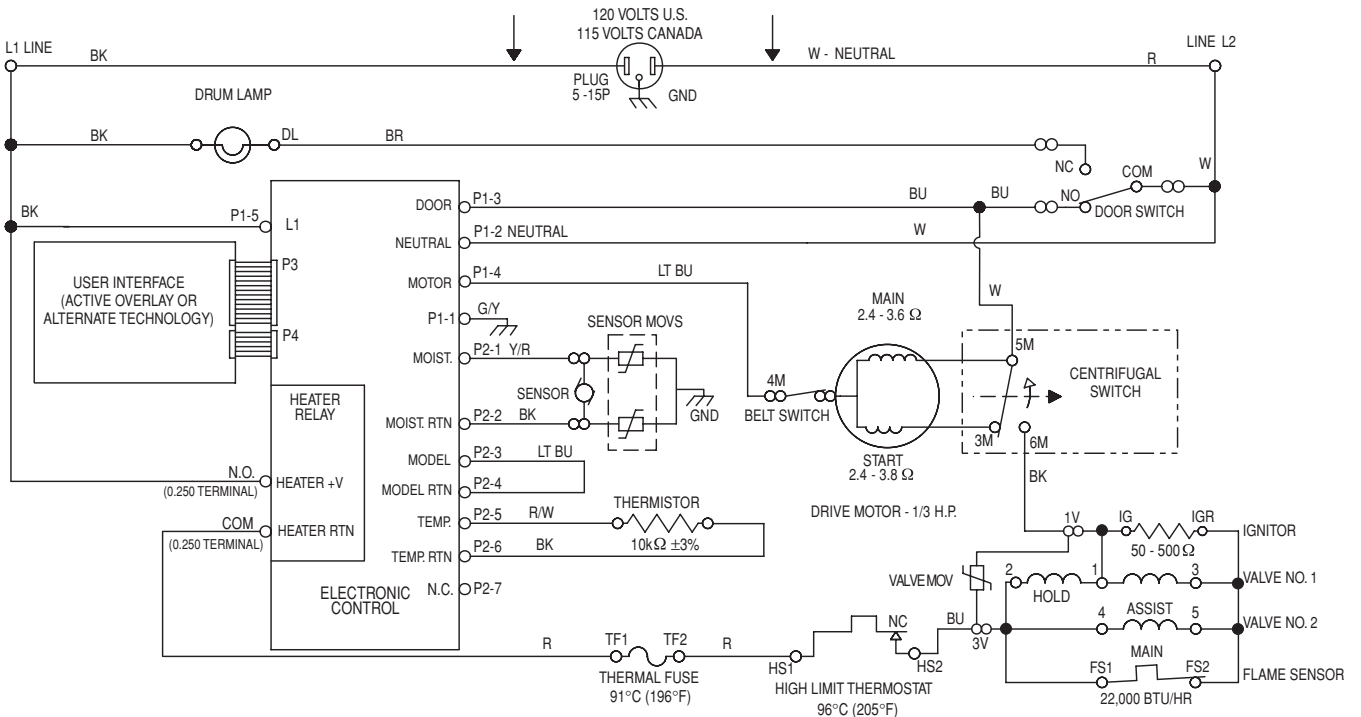 120 VOLTS U.S.
115 VOLTS CANADA
L1 LINE
BK
W - NEUTRAL
R
LINE L2
PLUG
5 -15P
GND
DRUM LAMP
BK
DL
BR
NC
COM
W
NO
DOOR SWITCH
BK
P1-5
L1
DOOR
P1-3
BU
BU
NEUTRAL
P1-2 NEUTRAL
W
P3
USER INTERFACE
(ACTIVE OVERLAY OR
ALTERNATE TECHNOLOGY)
P4
MOTOR
P1-4
LT BU
P1-1
G/Y
MAIN
2.4 - 3.6 Ω
W
SENSOR MOVS
MOIST.
P2-1 Y/R
SENSOR
GND
MOIST. RTN
P2-2
BK
5M
CENTRIFUGAL
SWITCH
4M
BELT SWITCH
3M
6M
START
2.4 - 3.8 Ω
BK
HEATER
RELAY
MODEL
P2-3
LT BU
MODEL RTN
P2-4
N.O.
(0.250 TERMINAL)
HEATER +V
THERMISTOR
DRIVE MOTOR - 1/3 H.P.
TEMP.
P2-5
R/W
10kΩ ±3%
COM
(0.250 TERMINAL)
HEATER RTN
TEMP. RTN
P2-6
BK
1V
IG
IGR
IGNITOR
50 - 500 Ω
N.C.
P2-7
ELECTRONIC
CONTROL
VALVE MOV
2
1
3
VALVE NO. 1
HOLD
NC
BU
3V
4
ASSIST
5
VALVE NO. 2
R
TF1
TF2
R
HS1
HS2
MAIN
FS1
FS2
FLAME SENSOR
22,000 BTU/HR
THERMAL FUSE
91°C (196°F)
HIGH LIMIT THERMOSTAT
96°C (205°F)